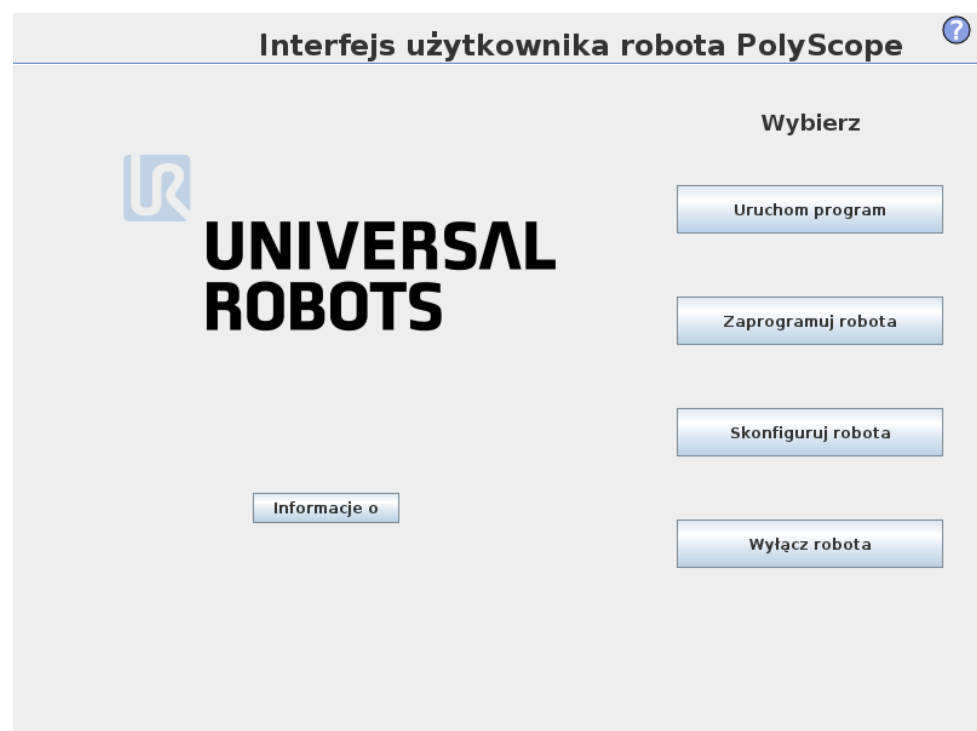 Interfejs użytkownika robota PolyScope
?
Wybierz
UR
UNIVERSAL
ROBOTS
Uruchom program
Zaprogramuj robota
Skonfiguruj robota
Informacje o
Wyłącz robota